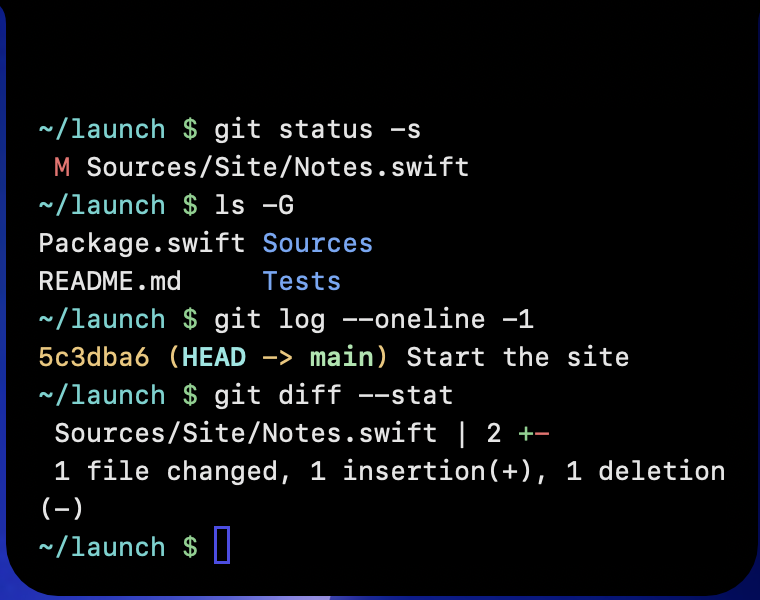 ~/launch $ git status -s
 M Sources/Site/Notes.swift
~/launch $ ls -G
Package.swift Sources
README.md     Tests
~/launch $ git log --oneline -1
5c3dba6 (HEAD -> main) Start the site
~/launch $ git diff --stat
 Sources/Site/Notes.swift | 2 +-
 1 file changed, 1 insertion(+), 1 deletion
(-)
~/launch $